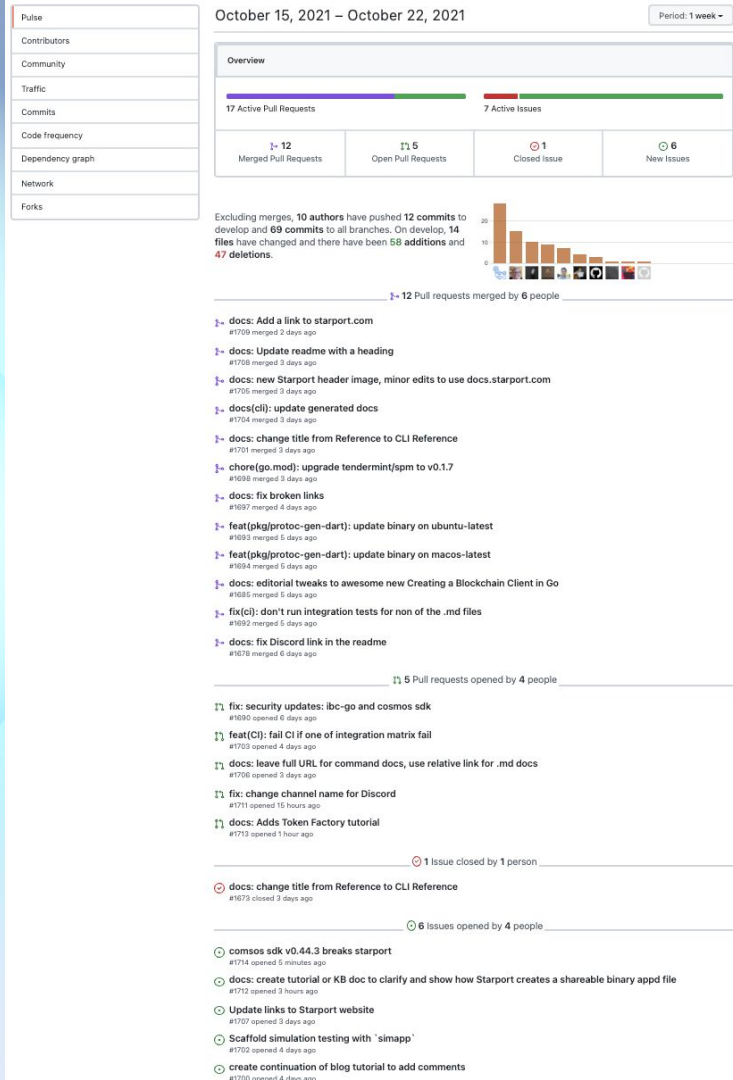 Pulse
Contributors
Community
Traffic
Commits
Code frequency
Dependency graph
Network
Forks
October 15, 2021 – October 22, 2021
Period: 1 week
Overview
17 Active Pull Requests
7 Active Issues
12
Merged Pull Requests
5
Open Pull Requests
1
Closed Issue
6
New Issues
Excluding merges, 10 authors have pushed 12 commits to
develop and 69 commits to all branches. On develop, 14
files have changed and there have been 58 additions and
47 deletions.
20
10
0
12 Pull requests merged by 6 people
docs: Add a link to starport.com
#1709 merged 2 days ago
docs: Update readme with a heading
#1708 merged 3 days ago
docs: new Starport header image, minor edits to use docs.starport.com
#1705 merged 3 days ago
docs(cli): update generated docs
#1704 merged 3 days ago
docs: change title from Reference to CLI Reference
#1701 merged 3 days ago
chore(go.mod): upgrade tendermint/spm to v0.1.7
#1698 merged 3 days ago
docs: fix broken links
#1697 merged 4 days ago
feat(pkg/protoc-gen-dart): update binary on ubuntu-latest
#1693 merged 5 days ago
feat(pkg/protoc-gen-dart): update binary on macos-latest
#1694 merged 5 days ago
docs: editorial tweaks to awesome new Creating a Blockchain Client in Go
#1685 merged 5 days ago
fix(ci): don't run integration tests for non of the .md files
#1692 merged 5 days ago
docs: fix Discord link in the readme
#1678 merged 6 days ago
5 Pull requests opened by 4 people
fix: security updates: ibc-go and cosmos sdk
#1690 opened 6 days ago
feat(CI): fail CI if one of integration matrix fail
#1703 opened 4 days ago
docs: leave full URL for command docs, use relative link for .md docs
#1706 opened 3 days ago
fix: change channel name for Discord
#1711 opened 15 hours ago
docs: Adds Token Factory tutorial
#1713 opened 1 hour ago
1 Issue closed by 1 person
docs: change title from Reference to CLI Reference
#1673 closed 3 days ago
6 Issues opened by 4 people
comsos sdk v0.44.3 breaks starport
#1714 opened 5 minutes ago
docs: create tutorial or KB doc to clarify and show how Starport creates a shareable binary appd file
#1712 opened 3 hours ago
Update links to Starport website
#1707 opened 3 days ago
Scaffold simulation testing with `simapp`
#1702 opened 4 days ago
create continuation of blog tutorial to add comments
#1700 opened 4 days ago